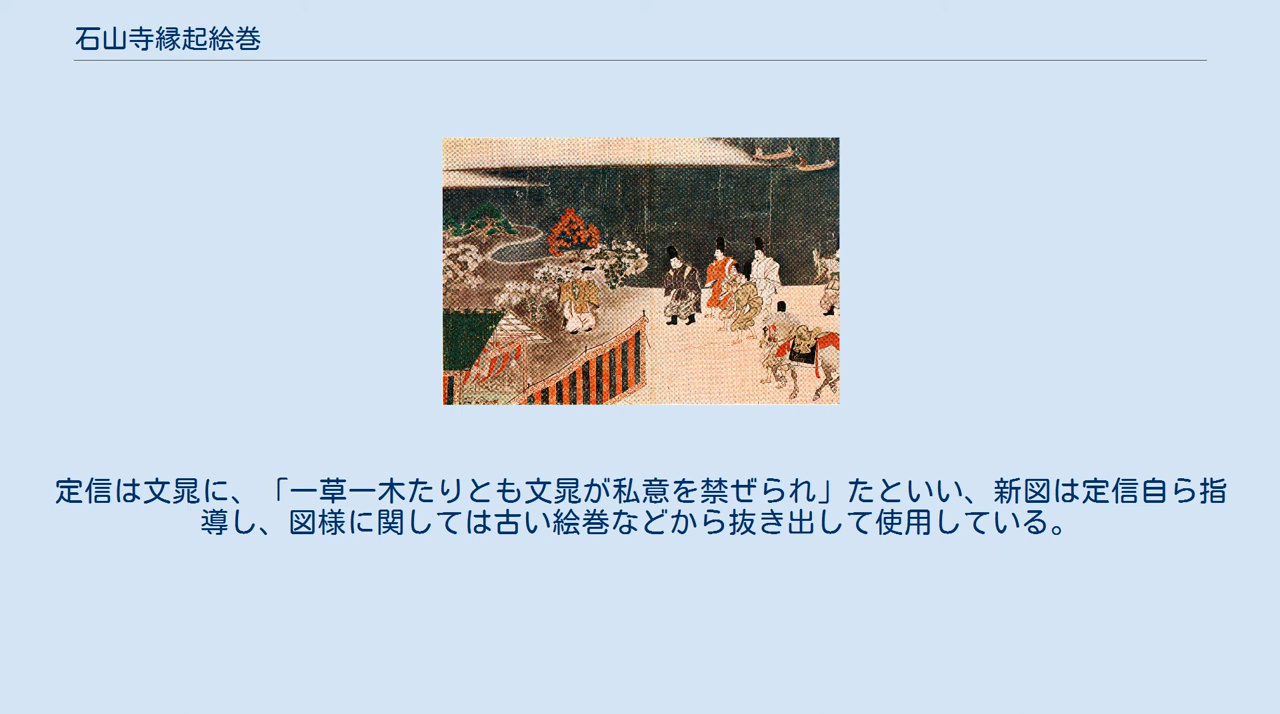 石山寺縁起絵巻
定信は文晁に、「一草一木たりとも文晁が私意を禁ぜられ」たといい、新図は定信自ら指
導し、図様に関しては古い絵巻などから抜き出して使用している。